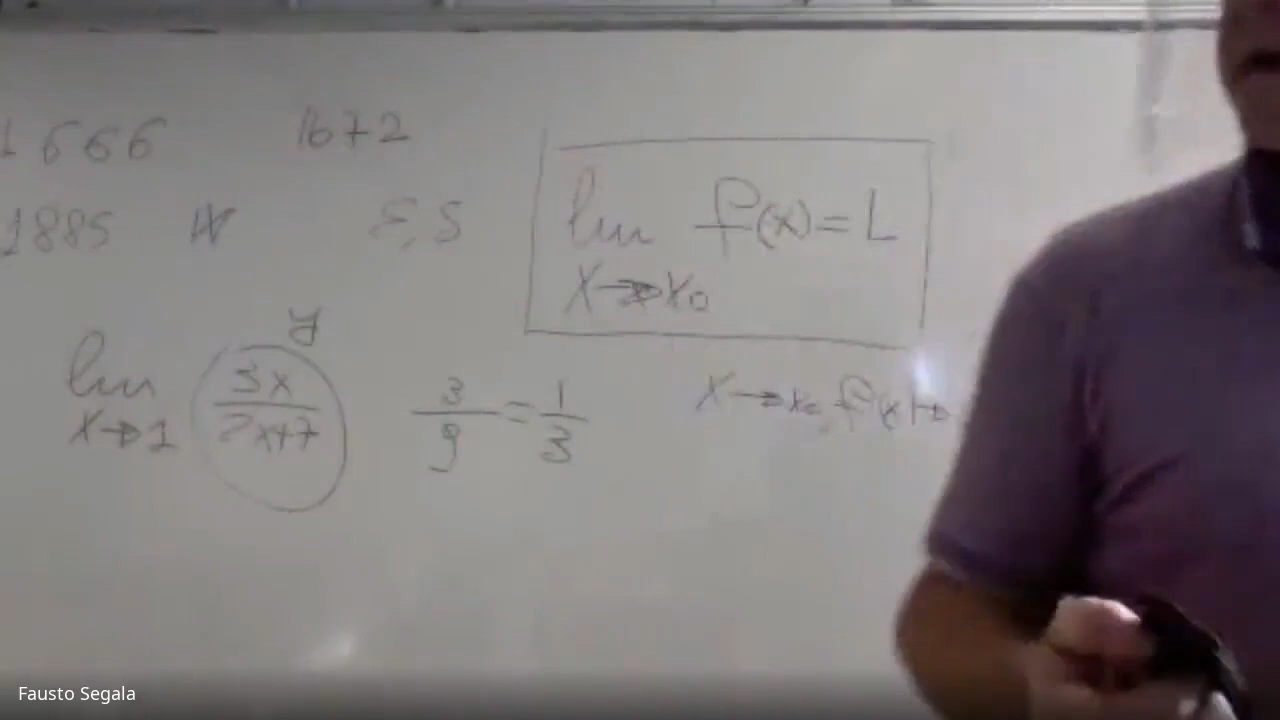 1666 1672
1885 W ε, δ
lim f(x) = L
x→x₀
y
lim 3x/2x+7 3/9 = 1/3
x→1
x→x₀ f(x)→
Fausto Segala